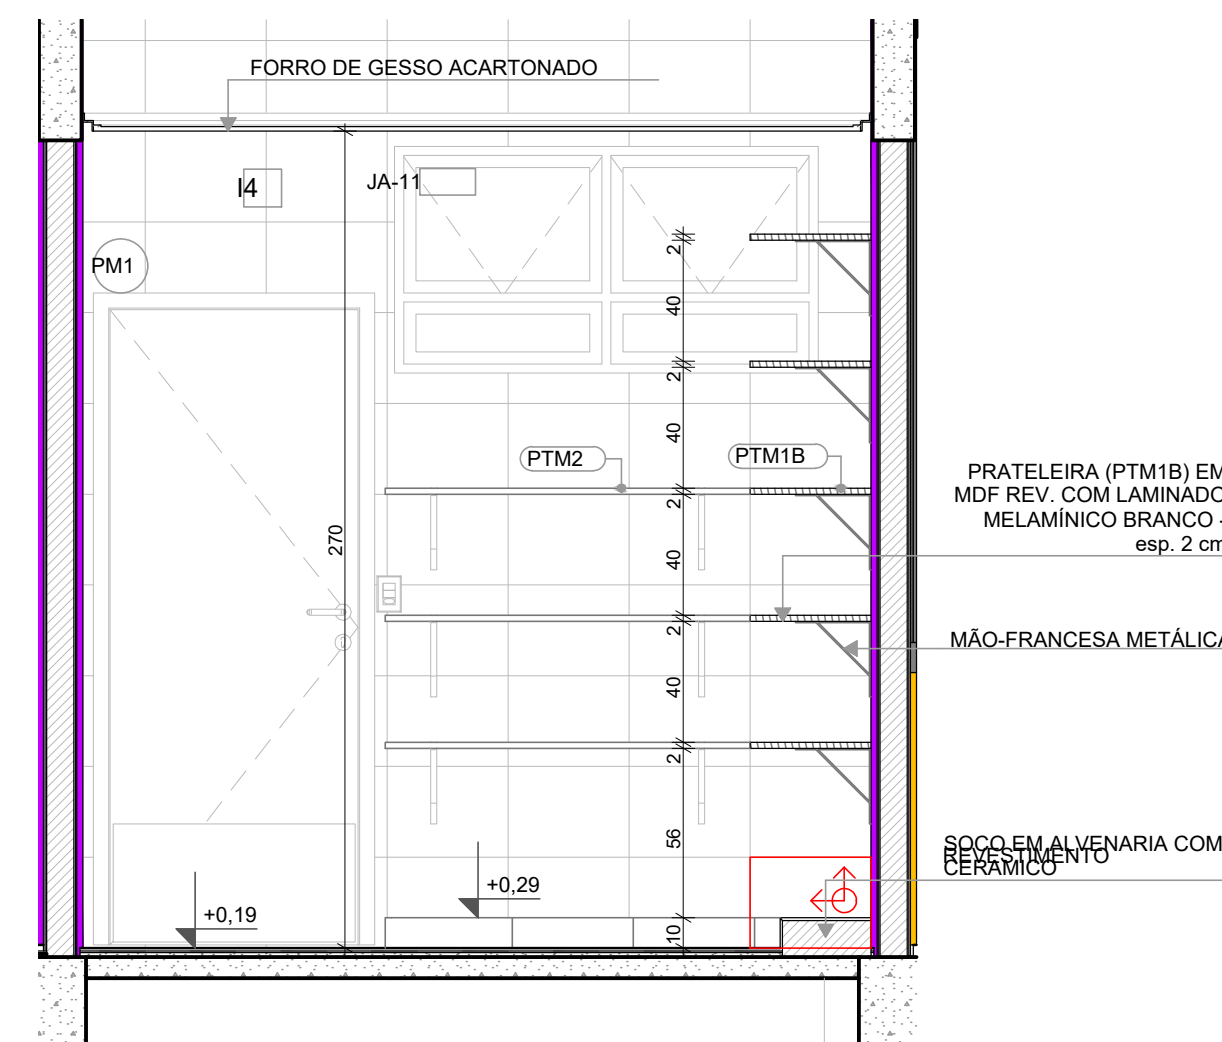 FORRO DE GESSO ACARTONADO
I4
JA-11
PM1
2
40
2
40
PTM2
PTM1B
PRATELEIRA (PTM1B) EM
MDF REV. COM LAMINADO
MELAMÍNICO BRANCO -
esp. 2 cm
2
270
40
2
MÃO-FRANCESA METÁLICA
40
2
56
SOCO EM ALVENARIA COM
REVESTIMENTO
CERÂMICO
+0,29
+0,19
10